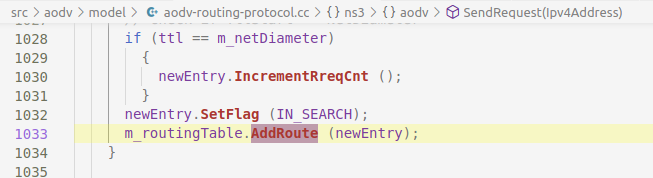 src > aodv > model > aodv-routing-protocol.cc > {} ns3 > {} aodv > SendRequest(Ipv4Address)
1028 if (ttl == m_netDiameter)
1029 {
1030 newEntry.IncrementRreqCnt ();
1031 }
1032 newEntry.SetFlag (IN_SEARCH);
1033 m_routingTable.AddRoute (newEntry);
1034 }
1035